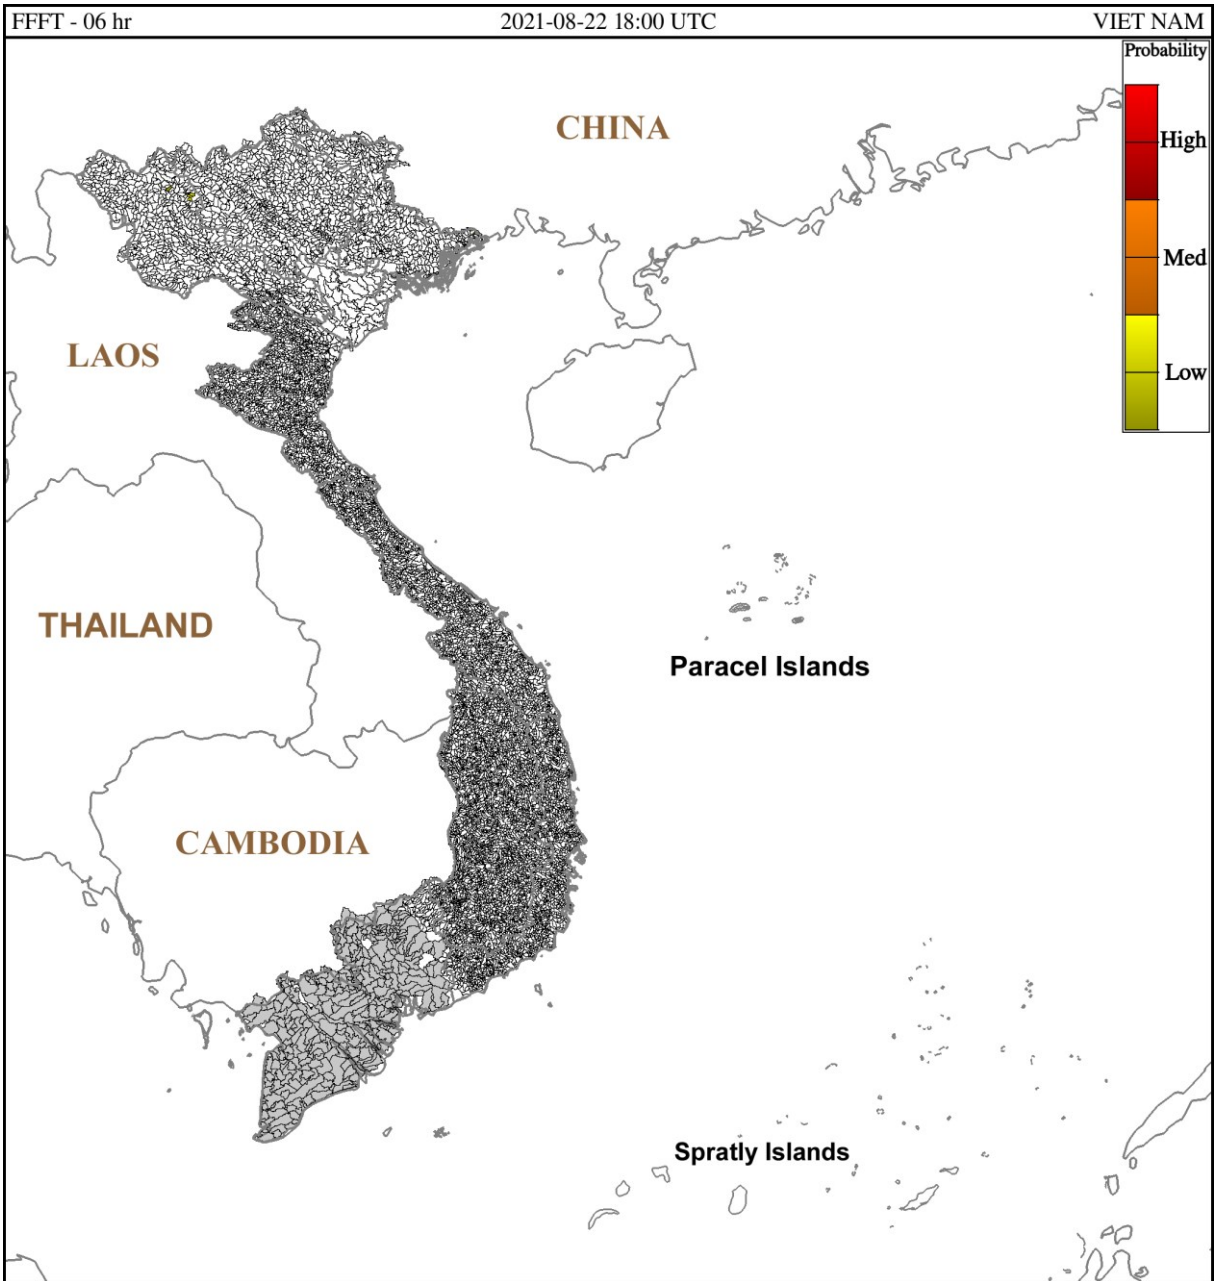 FFFT - 06 hr 2021-08-22 18:00 UTC VIET NAM
Probability
CHINA
High
Med
LAOS
Low
THAILAND
Paracel Islands
CAMBODIA
Spratly Islands